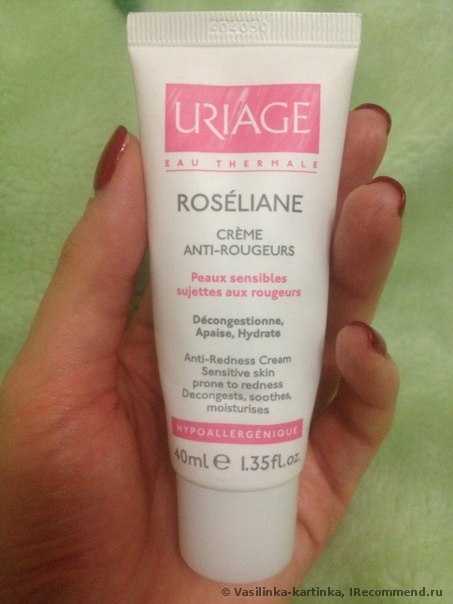 URIAGE
EAU THERMALE
ROSÉLIANE
CRÈME
ANTI-ROUGEURS
Peaux sensibles
sujettes aux rougeurs
Décongestionne,
Apaise, Hydrate
Anti-Redness Cream
Sensitive skin
prone to redness
Decongests, soothes,
moisturises
HYPOALLERGÉNIQUE
40ml e 1.35fl.oz.
© Vasilinka-kartinka, IRecommend.ru